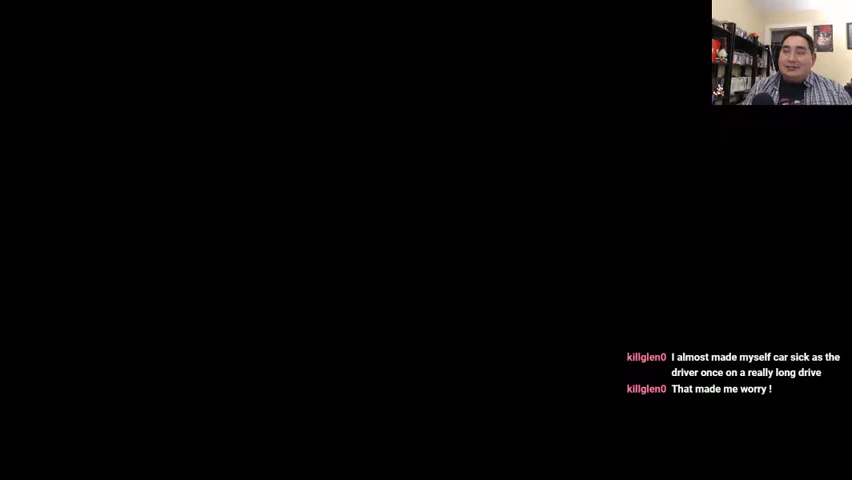 killglen0 I almost made myself car sick as the
driver once on a really long drive
killglen0 That made me worry !